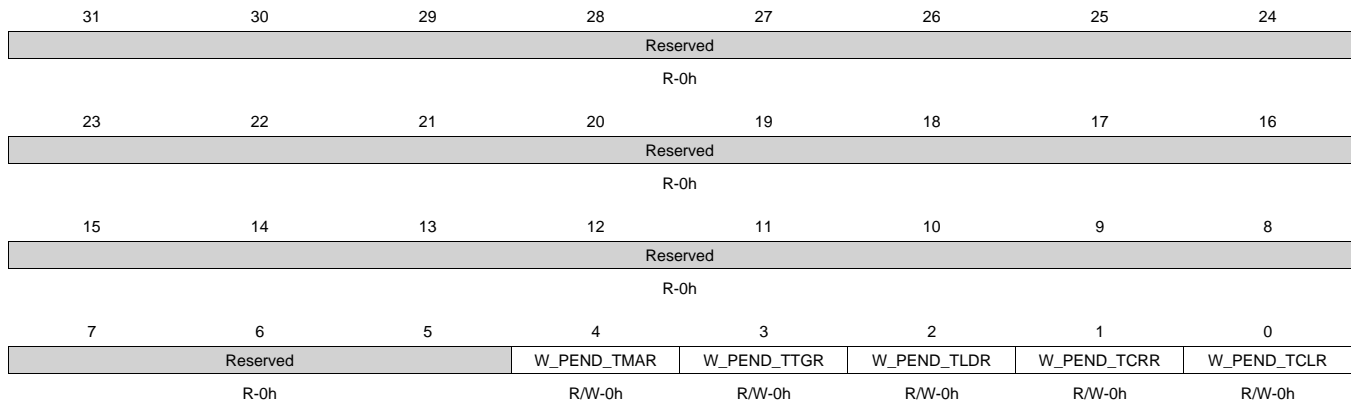 31 30 29 28 27 26 25 24
Reserved
R-0h
23 22 21 20 19 18 17 16
Reserved
R-0h
15 14 13 12 11 10 9 8
Reserved
R-0h
7 6 5 4 3 2 1 0
Reserved W_PEND_TMAR W_PEND_TTGR W_PEND_TLDR W_PEND_TCRR W_PEND_TCLR
R-0h R/W-0h R/W-0h R/W-0h R/W-0h R/W-0h